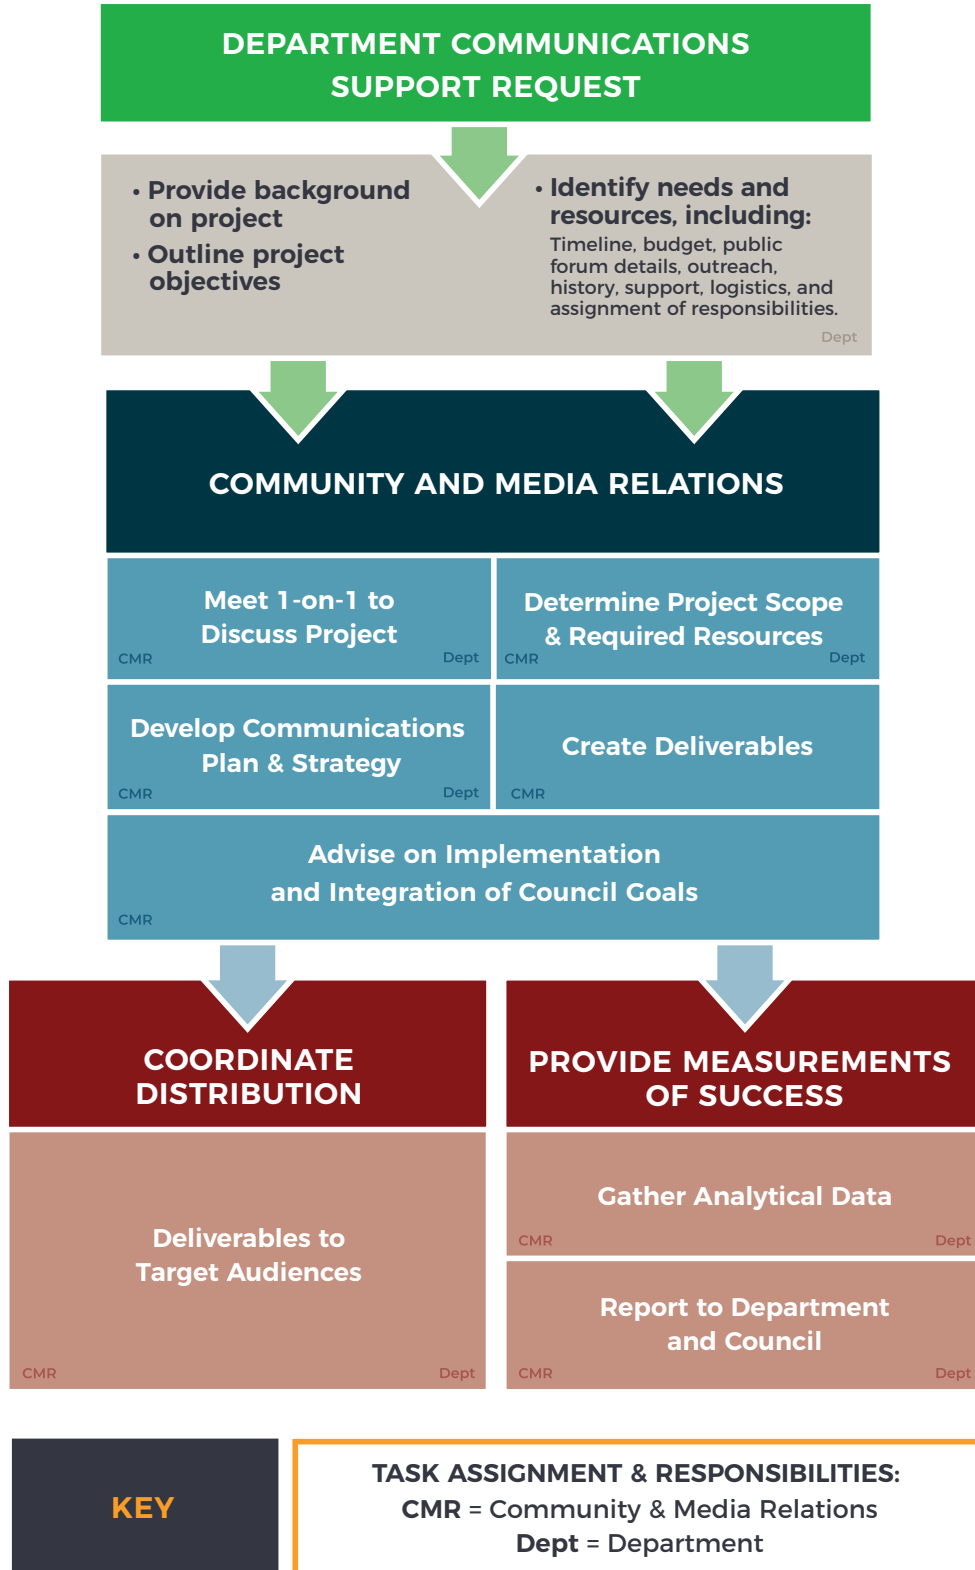 DEPARTMENT COMMUNICATIONS
SUPPORT REQUEST
• Provide background
on project
• Outline project
objectives
• Identify needs and
resources, including:
Timeline, budget, public
forum details, outreach,
history, support, logistics, and
assignment of responsibilities.
Dept
COMMUNITY AND MEDIA RELATIONS
Meet 1-on-1 to
Discuss Project
CMR Dept
Determine Project Scope
& Required Resources
CMR Dept
Develop Communications
Plan & Strategy
CMR Dept
Create Deliverables
CMR
Advise on Implementation
and Integration of Council Goals
CMR
COORDINATE
DISTRIBUTION
Deliverables to
Target Audiences
CMR Dept
PROVIDE MEASUREMENTS
OF SUCCESS
Gather Analytical Data
CMR Dept
Report to Department
and Council
CMR Dept
KEY
TASK ASSIGNMENT & RESPONSIBILITIES:
CMR = Community & Media Relations
Dept = Department